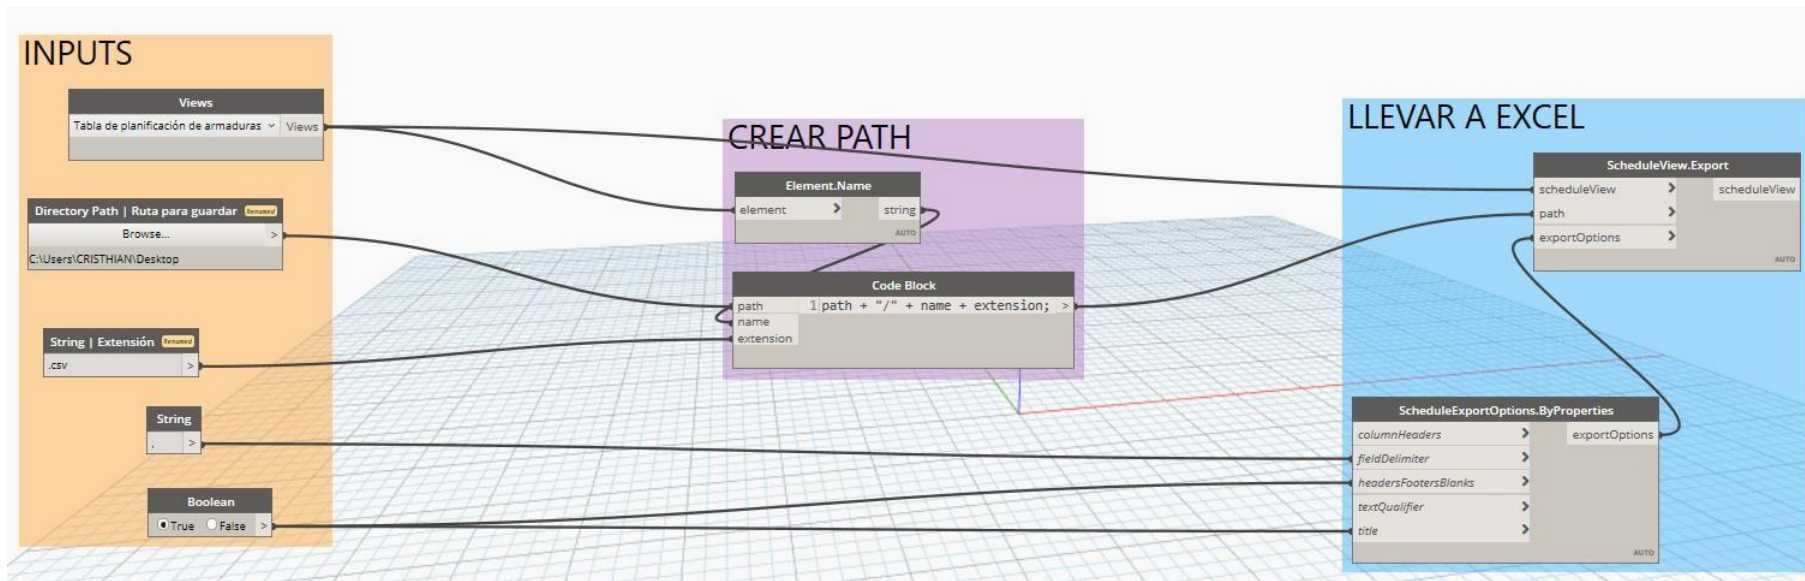 INPUTS
Views
Tabla de planificación de armaduras Views
Directory Path | Ruta para guardar Renamed
Browse... >
C:\Users\CRISTHIAN\Desktop
String | Extensión Renamed
.csv >
String
>
Boolean
True False >
CREAR PATH
Element.Name
element > string
AUTO
Code Block
path 1 path + "/" + name + extension; >
name
extension
LLEVAR A EXCEL
ScheduleView.Export
scheduleView > scheduleView
path >
exportOptions >
AUTO
ScheduleExportOptions.ByProperties
columnHeaders > exportOptions
fieldDelimiter >
headersFootersBlanks >
textQualifier >
title >
AUTO